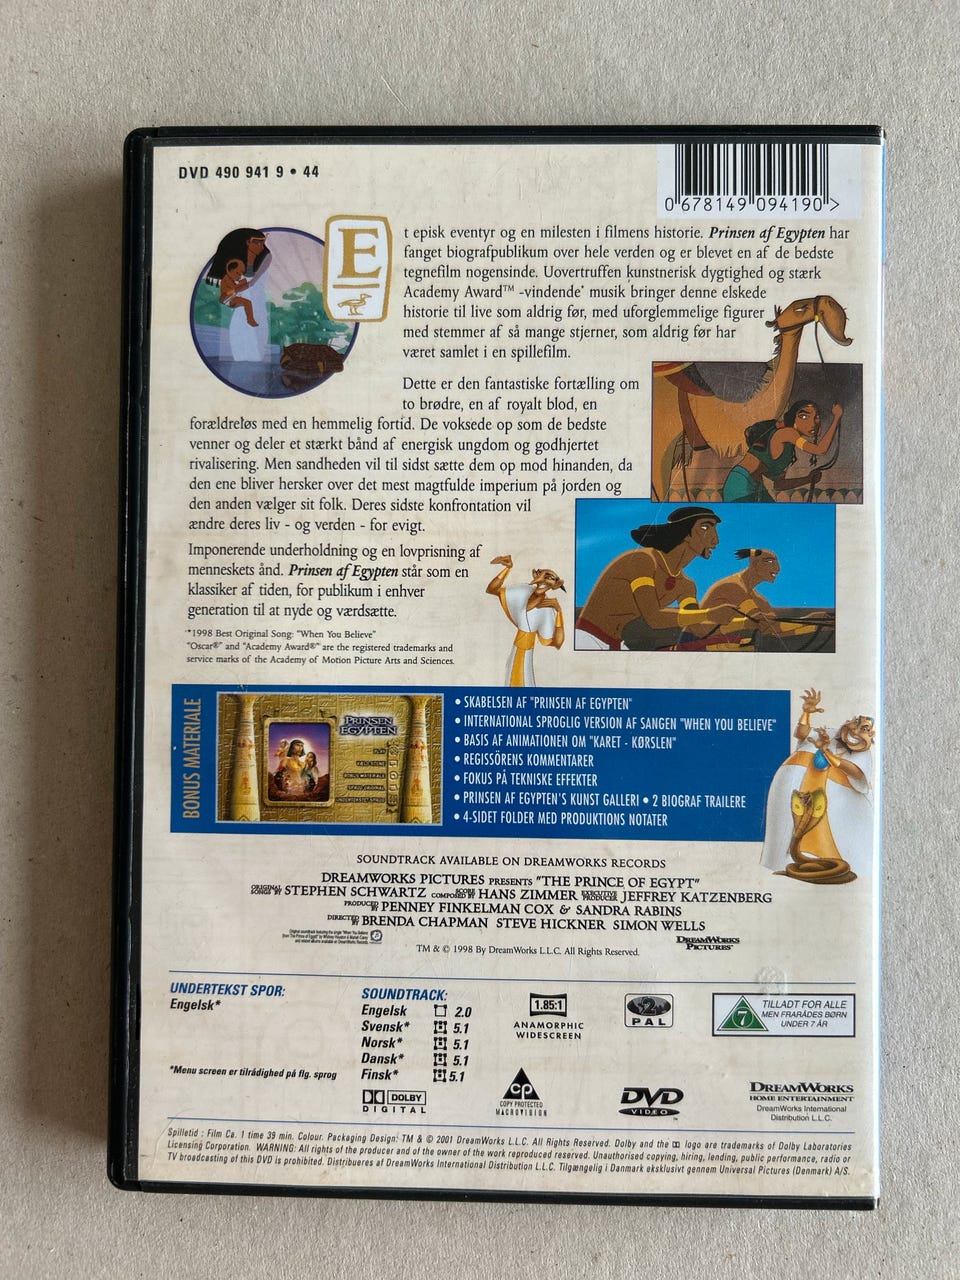 DVD 490 941 9 • 44
0 678149 094190 >
E
t episk eventyr og en milesten i filmens historie. Prinsen af Egypten har
fanget biografpublikum over hele verden og er blevet en af de bedste
tegnefilm nogensinde. Uovertruffen kunstnerisk dygtighed og stærk
Academy Award™ -vindende* musik bringer denne elskede
historie til live som aldrig før, med uforglemmelige figurer
med stemmer af så mange stjerner, som aldrig før har
været samlet i en spillefilm.
Dette er den fantastiske fortælling om
to brødre, en af royalt blod, en
forældreløs med en hemmelig fortid. De voksede op som de bedste
venner og deler et stærkt bånd af energisk ungdom og godhjertet
rivalisering. Men sandheden vil til sidst sætte dem op mod hinanden, da
den ene bliver hersker over det mest magtfulde imperium på jorden og
den anden vælger sit folk. Deres sidste konfrontation vil
ændre deres liv - og verden - for evigt.
Imponerende underholdning og en lovprisning af
menneskets ånd. Prinsen af Egypten står som en
klassiker af tiden, for publikum i enhver
generation til at nyde og værdsætte.
*1998 Best Original Song: "When You Believe"
"Oscar®" and "Academy Award®" are the registered trademarks and
service marks of the Academy of Motion Picture Arts and Sciences.
BONUS MATERIALE
PRINSEN
EGYPTEN
PLAY
VÆLG SCENE
BONUS MATERIALE
• SKABELSEN AF "PRINSEN AF EGYPTEN"
• INTERNATIONAL SPROGLIG VERSION AF SANGEN "WHEN YOU BELIEVE"
• BASIS AF ANIMATIONEN OM "KARET - KØRSLEN"
• REGISSÖRENS KOMMENTARER
• FOKUS PÅ TEKNISKE EFFEKTER
• PRINSEN AF EGYPTEN'S KUNST GALLERI • 2 BIOGRAF TRAILERE
• 4-SIDET FOLDER MED PRODUKTIONS NOTATER
SOUNDTRACK AVAILABLE ON DREAMWORKS RECORDS
DREAMWORKS PICTURES PRESENTS "THE PRINCE OF EGYPT"
ORIGINAL SONGS BY STEPHEN SCHWARTZ SCORE COMPOSED BY HANS ZIMMER EXECUTIVE PRODUCER JEFFREY KATZENBERG
PRODUCED BY PENNEY FINKELMAN COX & SANDRA RABINS
DIRECTED BY BRENDA CHAPMAN STEVE HICKNER SIMON WELLS
TM & © 1998 By DreamWorks L.L.C. All Rights Reserved.
DREAMWORKS
PICTURES
UNDERTEKST SPOR:
Engelsk*
*Menu screen er tilrådighed på flg. sprog
SOUNDTRACK:
Engelsk 2.0
Svensk* 5.1
Norsk* 5.1
Dansk* 5.1
Finsk* 5.1
DOLBY
DIGITAL
1.85:1
ANAMORPHIC
WIDESCREEN
2
PAL
7
TILLADT FOR ALLE
MEN FRARÅDES BØRN
UNDER 7 ÅR
CP
COPY PROTECTED
MACROVISION
DVD
VIDEO
DREAMWORKS
HOME ENTERTAINMENT
DreamWorks International
Distribution L.L.C.
Spilletid : Film Ca. 1 time 39 min. Colour. Packaging Design: TM & © 2001 DreamWorks L.L.C. All Rights Reserved. Dolby and the logo are trademarks of Dolby Laboratories
Licensing Corporation. WARNING: All rights of the producer and of the owner of the work reproduced reserved. Unauthorised copying, hiring, lending, public performance, radio or
TV broadcasting of this DVD is prohibited. Distribueres af DreamWorks International Distribution L.L.C. Tilgængelig i Danmark eksklusivt gennem Universal Pictures (Denmark) A/S.